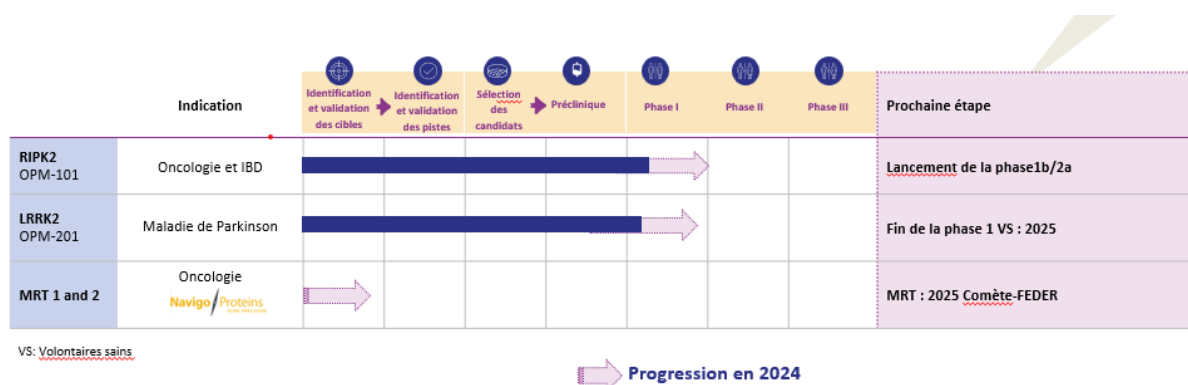 Indication
Identification
et validation
des cibles
Identification
et validation
des pistes
Sélection
des
candidats
Préclinique
Phase I
Phase II
Phase III
Prochaine étape
RIPK2
OPM-101
Oncologie et IBD
Lancement de la phase1b/2a
LRRK2
OPM-201
Maladie de Parkinson
Fin de la phase 1 VS : 2025
MRT 1 and 2
Oncologie
Navigo Proteins
PURE PRECISION
MRT : 2025 Comète-FEDER
VS: Volontaires sains
Progression en 2024